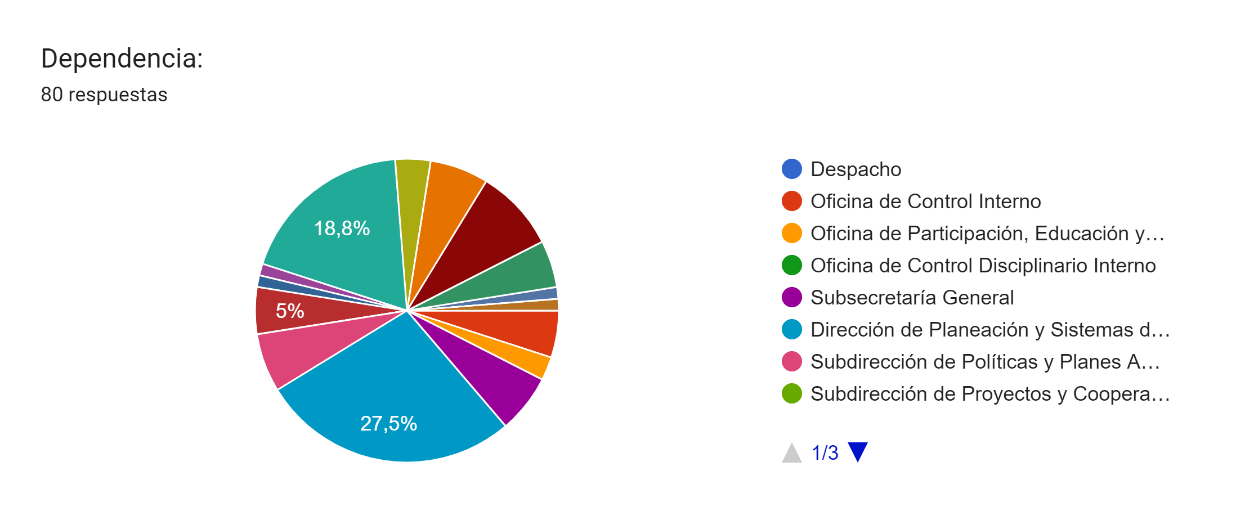 Dependencia:
80 respuestas
18,8%
5%
27,5%
Despacho
Oficina de Control Interno
Oficina de Participación, Educación y…
Oficina de Control Disciplinario Interno
Subsecretaría General
Dirección de Planeación y Sistemas d…
Subdirección de Políticas y Planes A…
Subdirección de Proyectos y Coopera…
1/3